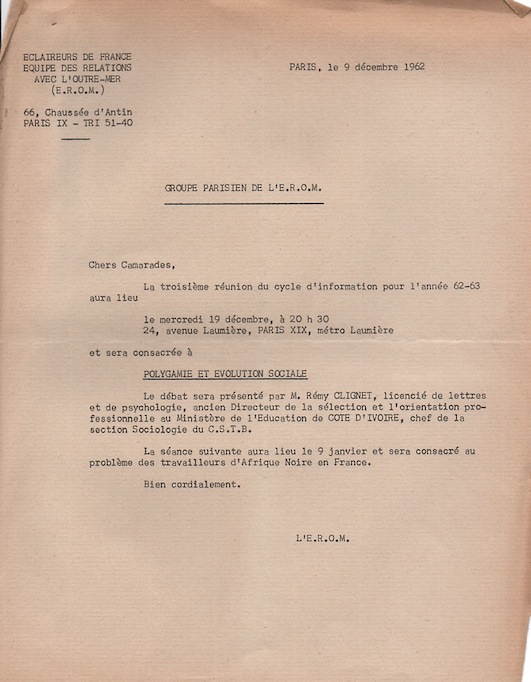 ECLAIREURS DE FRANCE
EQUIPE DES RELATIONS
AVEC L'OUTRE-MER
(E.R.O.M.)
66, Chaussée d'Antin
PARIS IX - TRI 51-40
PARIS, le 9 décembre 1962
GROUPE PARISIEN DE L'E.R.O.M.
Chers Camarades,
La troisième réunion du cycle d'information pour l'année 62-63
aura lieu
le mercredi 19 décembre, à 20 h 30
24, avenue Laumière, PARIS XIX, métro Laumière
et sera consacrée à
POLYGAMIE ET EVOLUTION SOCIALE
Le débat sera présenté par M. Rémy CLIGNET, licencié de lettres
et de psychologie, ancien Directeur de la sélection et l'orientation pro-
fessionnelle au Ministère de l'Education de COTE D'IVOIRE, chef de la
section Sociologie du C.S.T.B.
La séance suivante aura lieu le 9 janvier et sera consacré au
problème des travailleurs d'Afrique Noire en France.
Bien cordialement.
L'E.R.O.M.